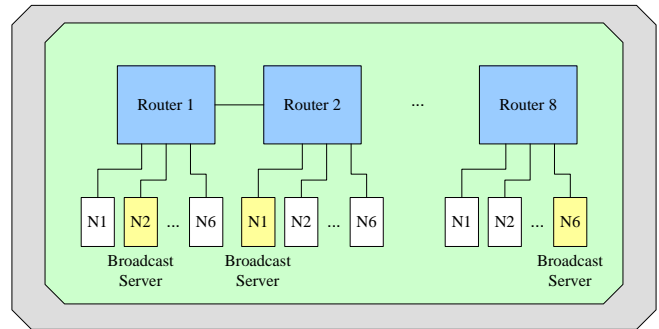 Router 1
Router 2
...
Router 8
N1
N2
...
N6
N1
N2
...
N6
N1
N2
...
N6
Broadcast
Server
Broadcast
Server
Broadcast
Server